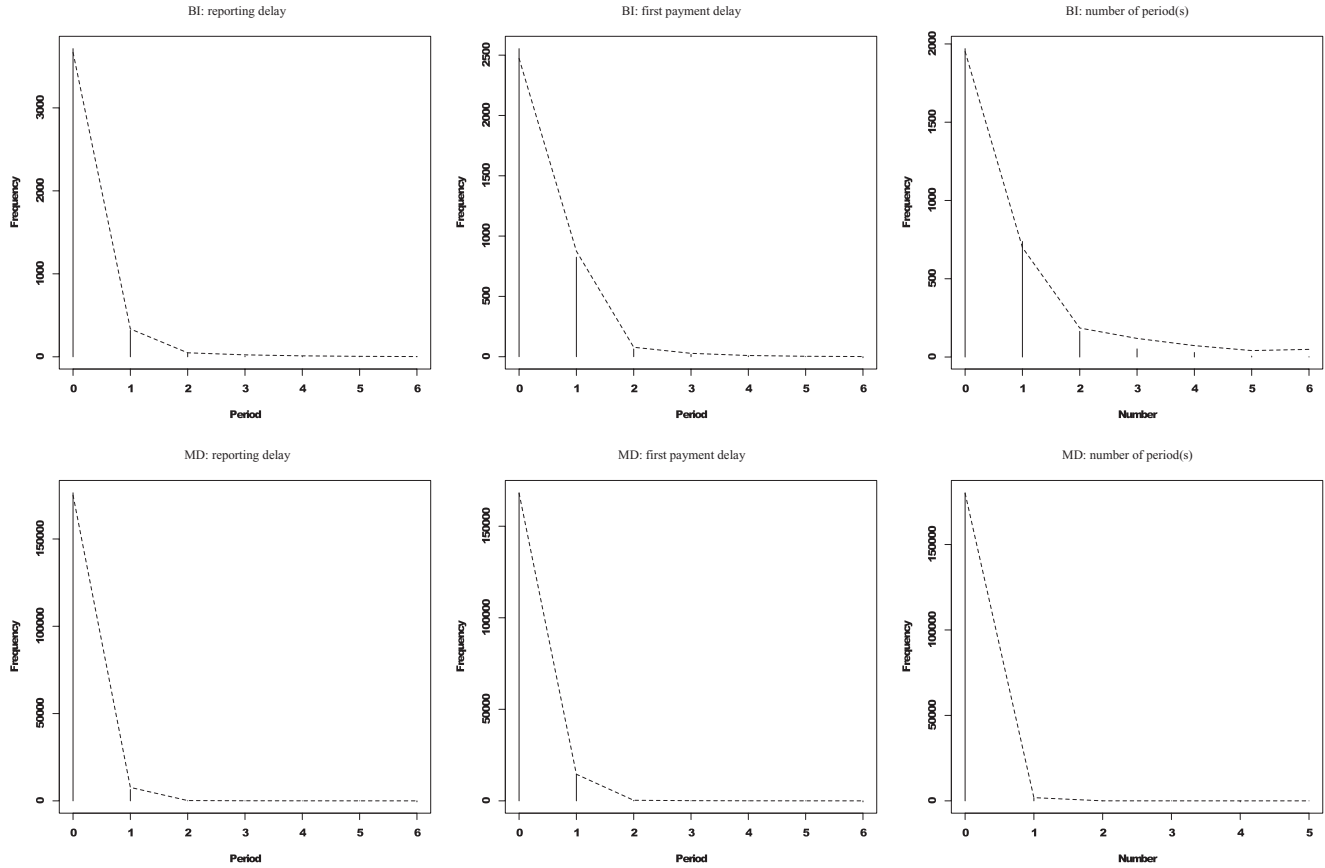 BI: reporting delay
BI: first payment delay
BI: number of period(s)
Frequency
0 1000 2000 3000
0 1 2 3 4 5 6
Period
Frequency
0 500 1000 1500 2000 2500
0 1 2 3 4 5 6
Period
Frequency
0 500 1000 1500 2000
0 1 2 3 4 5 6
Number
MD: reporting delay
MD: first payment delay
MD: number of period(s)
Frequency
0 50000 100000 150000
0 1 2 3 4 5 6
Period
Frequency
0 50000 100000 150000
0 1 2 3 4 5 6
Period
Frequency
0 50000 100000 150000
0 1 2 3 4 5
Number